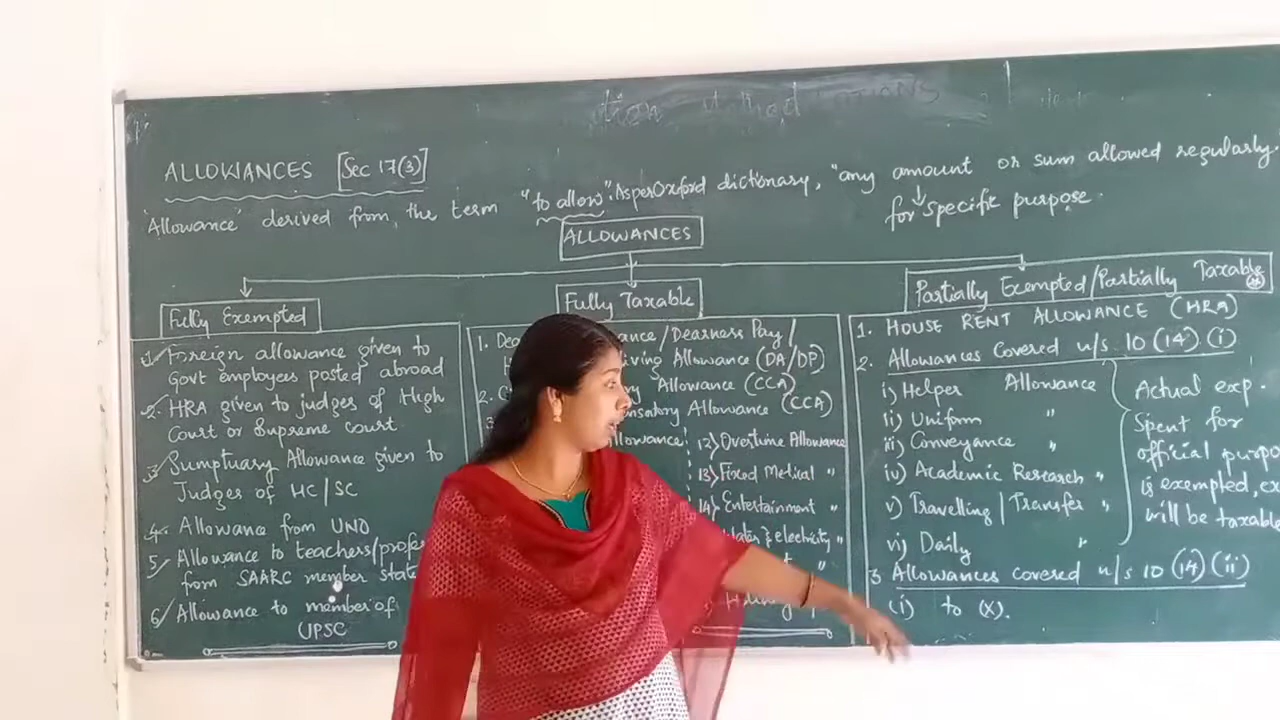 ALLOWANCES [Sec 17(3)]
'Allowance' derived from the term "to allow". As per Oxford dictionary, "any amount or sum allowed regularly.
for specific purpose.
ALLOWANCES
Fully Exempted
1. Foreign allowance given to
Govt employees posted abroad
2. HRA given to judges of High
Court or Supreme court.
3. Sumptuary Allowance given to
Judges of HC/SC
4. Allowance from UNO
5. Allowance to teachers/
from SAARC member
6. Allowance to member of
UPSC
Fully Taxable
1. /Dearness Pay/
Allowance (DA/DP)
2. Allowance (CCA)
Allowance (CCA)
Allowance
12) Overtime Allowance
13) Fixed Medical "
14) Entertainment "
& electricity "
Partially Exempted/Partially Taxable
1. HOUSE RENT ALLOWANCE (HRA)
2. Allowances Covered u/s 10 (14) (i)
i) Helper Allowance
ii) Uniform "
iii) Conveyance "
iv) Academic Research "
v) Travelling / Transfer "
vi) Daily "
Actual exp.
Spent for
official
is exempted,
will be taxable
3 Allowances covered u/s 10 (14) (ii)
(i) to (x).